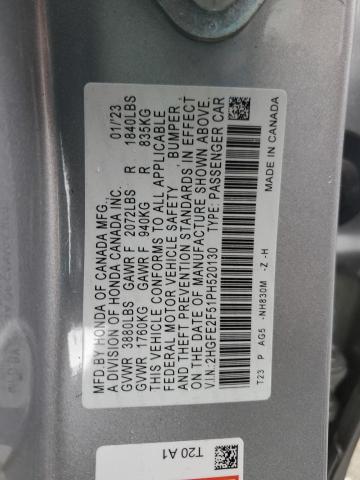 MFD.BY HONDA OF CANADA MFG. 01/'23
A DIVISION OF HONDA CANADA INC.
GVWR 3880LBS GAWR F 2072LBS R 1840LBS
GVWR 1760KG GAWR F 940KG R 835KG
THIS VEHICLE CONFORMS TO ALL APPLICABLE
FEDERAL MOTOR VEHICLE SAFETY, BUMPER,
AND THEFT PREVENTION STANDARDS IN EFFECT
ON THE DATE OF MANUFACTURE SHOWN ABOVE.
V.I.N.:2HGFE2F51PH520130 TYPE: PASSENGER CAR
T23 P AG5 -NH830M -Z -H MADE IN CANADA
T20 A1